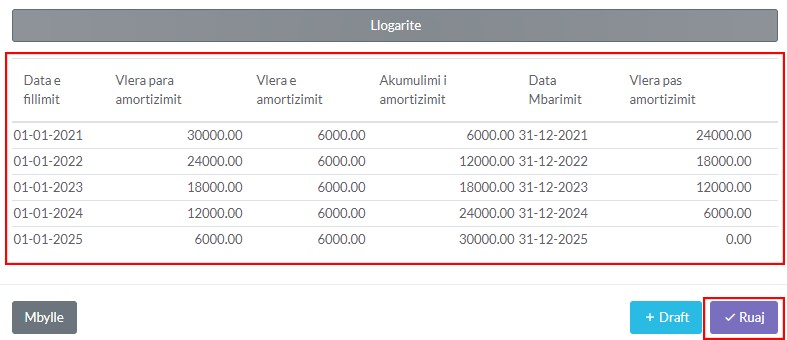 Llogarite
Data e fillimit Vlera para amortizimit Vlera e amortizimit Akumulimi i amortizimit Data Mbarimit Vlera pas amortizimit
01-01-2021 30000.00 6000.00 6000.00 31-12-2021 24000.00
01-01-2022 24000.00 6000.00 12000.00 31-12-2022 18000.00
01-01-2023 18000.00 6000.00 18000.00 31-12-2023 12000.00
01-01-2024 12000.00 6000.00 24000.00 31-12-2024 6000.00
01-01-2025 6000.00 6000.00 30000.00 31-12-2025 0.00
Mbylle + Draft ✓ Ruaj